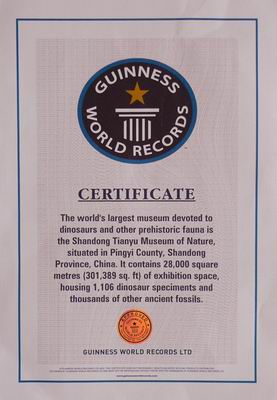 GUINNESS
WORLD RECORDS
CERTIFICATE
The world's largest museum devoted to
dinosaurs and other prehistoric fauna is
the Shandong Tianyu Museum of Nature,
situated in Pingyi County, Shandong
Province, China. It contains 28,000 square
metres (301,389 sq. ft) of exhibition space,
housing 1,106 dinosaur speciments and
thousands of other ancient fossils.
GUINNESS WORLD RECORDS LTD